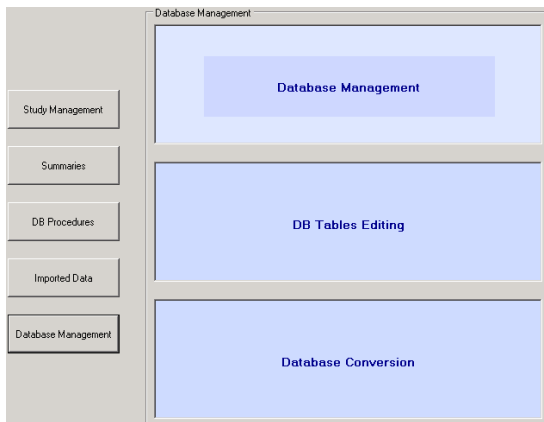 Database Management
Database Management
Study Management
Summaries
DB Procedures
DB Tables Editing
Imported Data
Database Management
Database Conversion